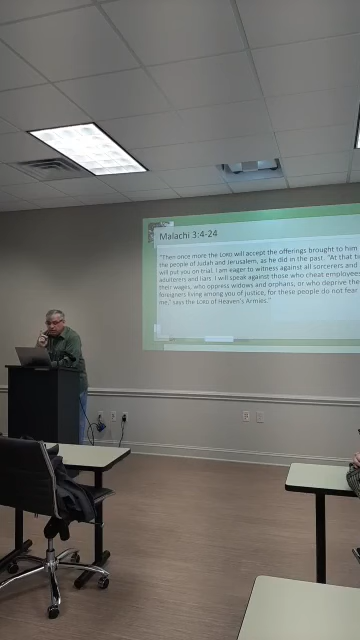 Malachi 3:4-24
"Then once more the LORD will accept the offerings brought to him
the people of Judah and Jerusalem, as he did in the past. "At that
will put you on trial. I am eager to witness against all sorcerers and
adulterers and liars. I will speak against those who cheat employees
their wages, who oppress widows and orphans, or who deprive the
foreigners living among you of justice, for these people do not fear
me," says the LORD of Heaven's Armies."